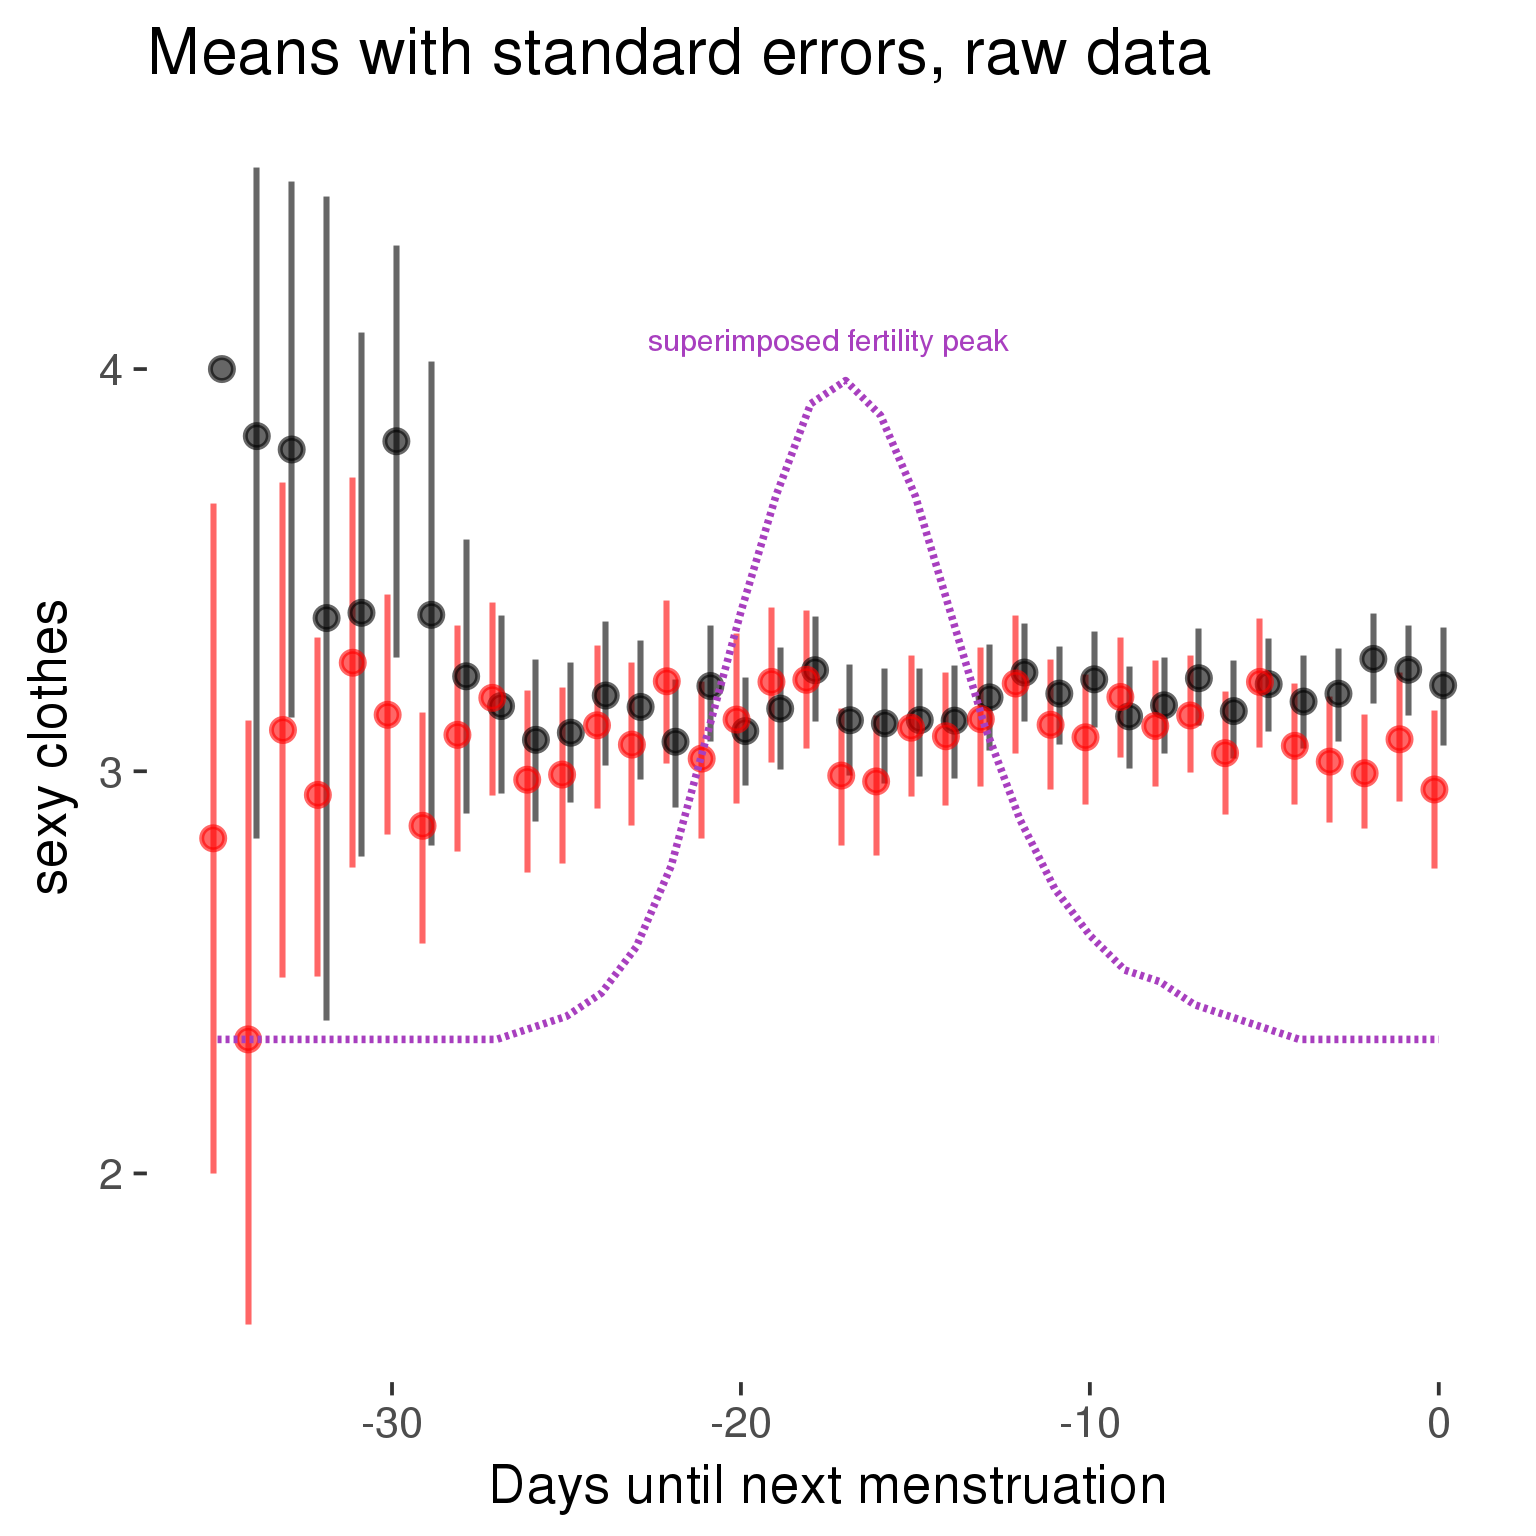 Means with standard errors, raw data
superimposed fertility peak
4
3
2
sexy clothes
-30
-20
-10
0
Days until next menstruation